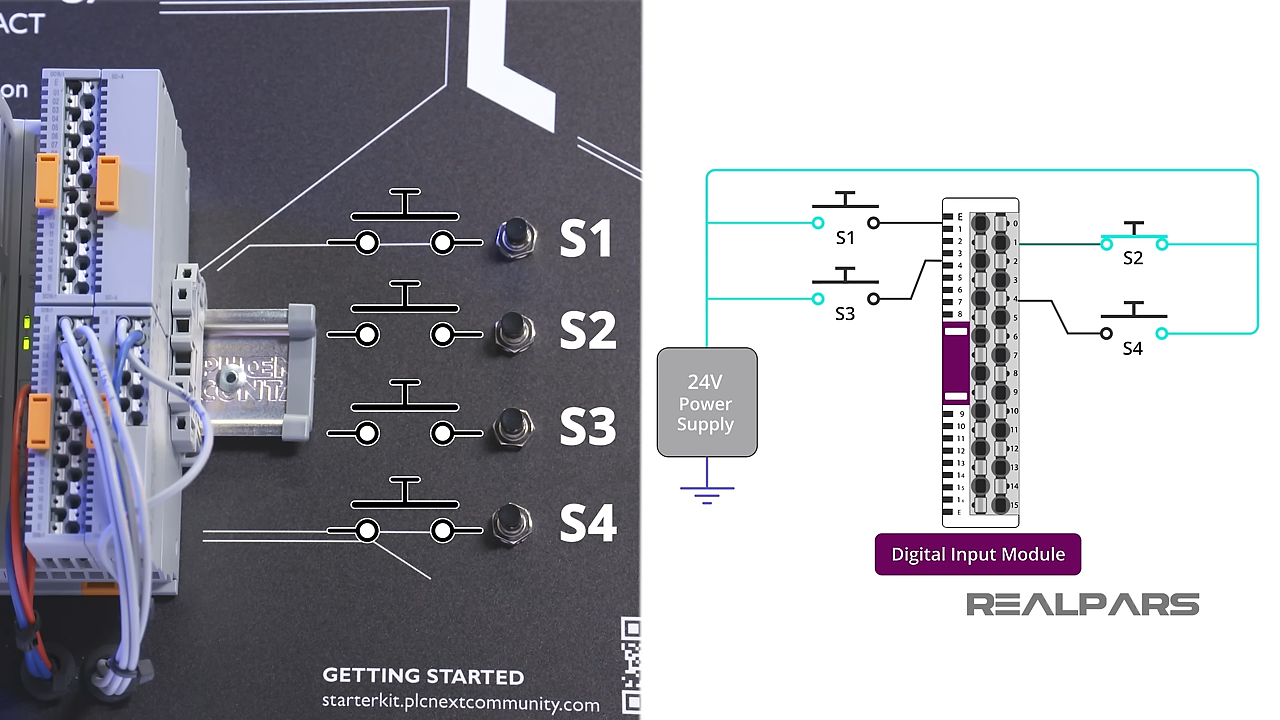 ACT
on
S1
S2
S3
S4
GETTING STARTED
starterkit.plcnextcommunity.com
S1
S3
S2
S4
24V
Power
Supply
E
1
2
3
4
5
6
7
8
9
10
11
12
13
14
E
0
1
2
3
4
5
6
7
8
9
10
11
12
13
14
15
Digital Input Module
REALPARS